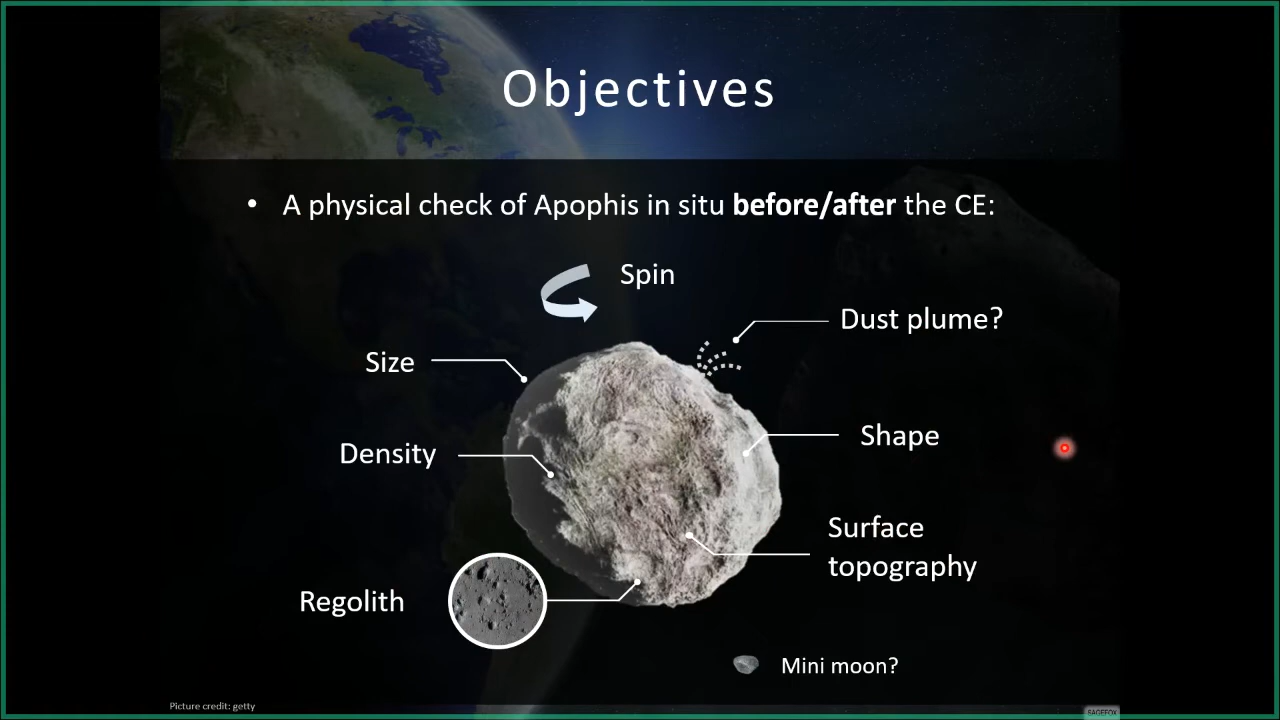 Objectives
• A physical check of Apophis in situ before/after the CE:
Spin
Dust plume?
Size
Shape
Density
Surface
topography
Regolith
Mini moon?
Picture credit: getty
SAGEFOX